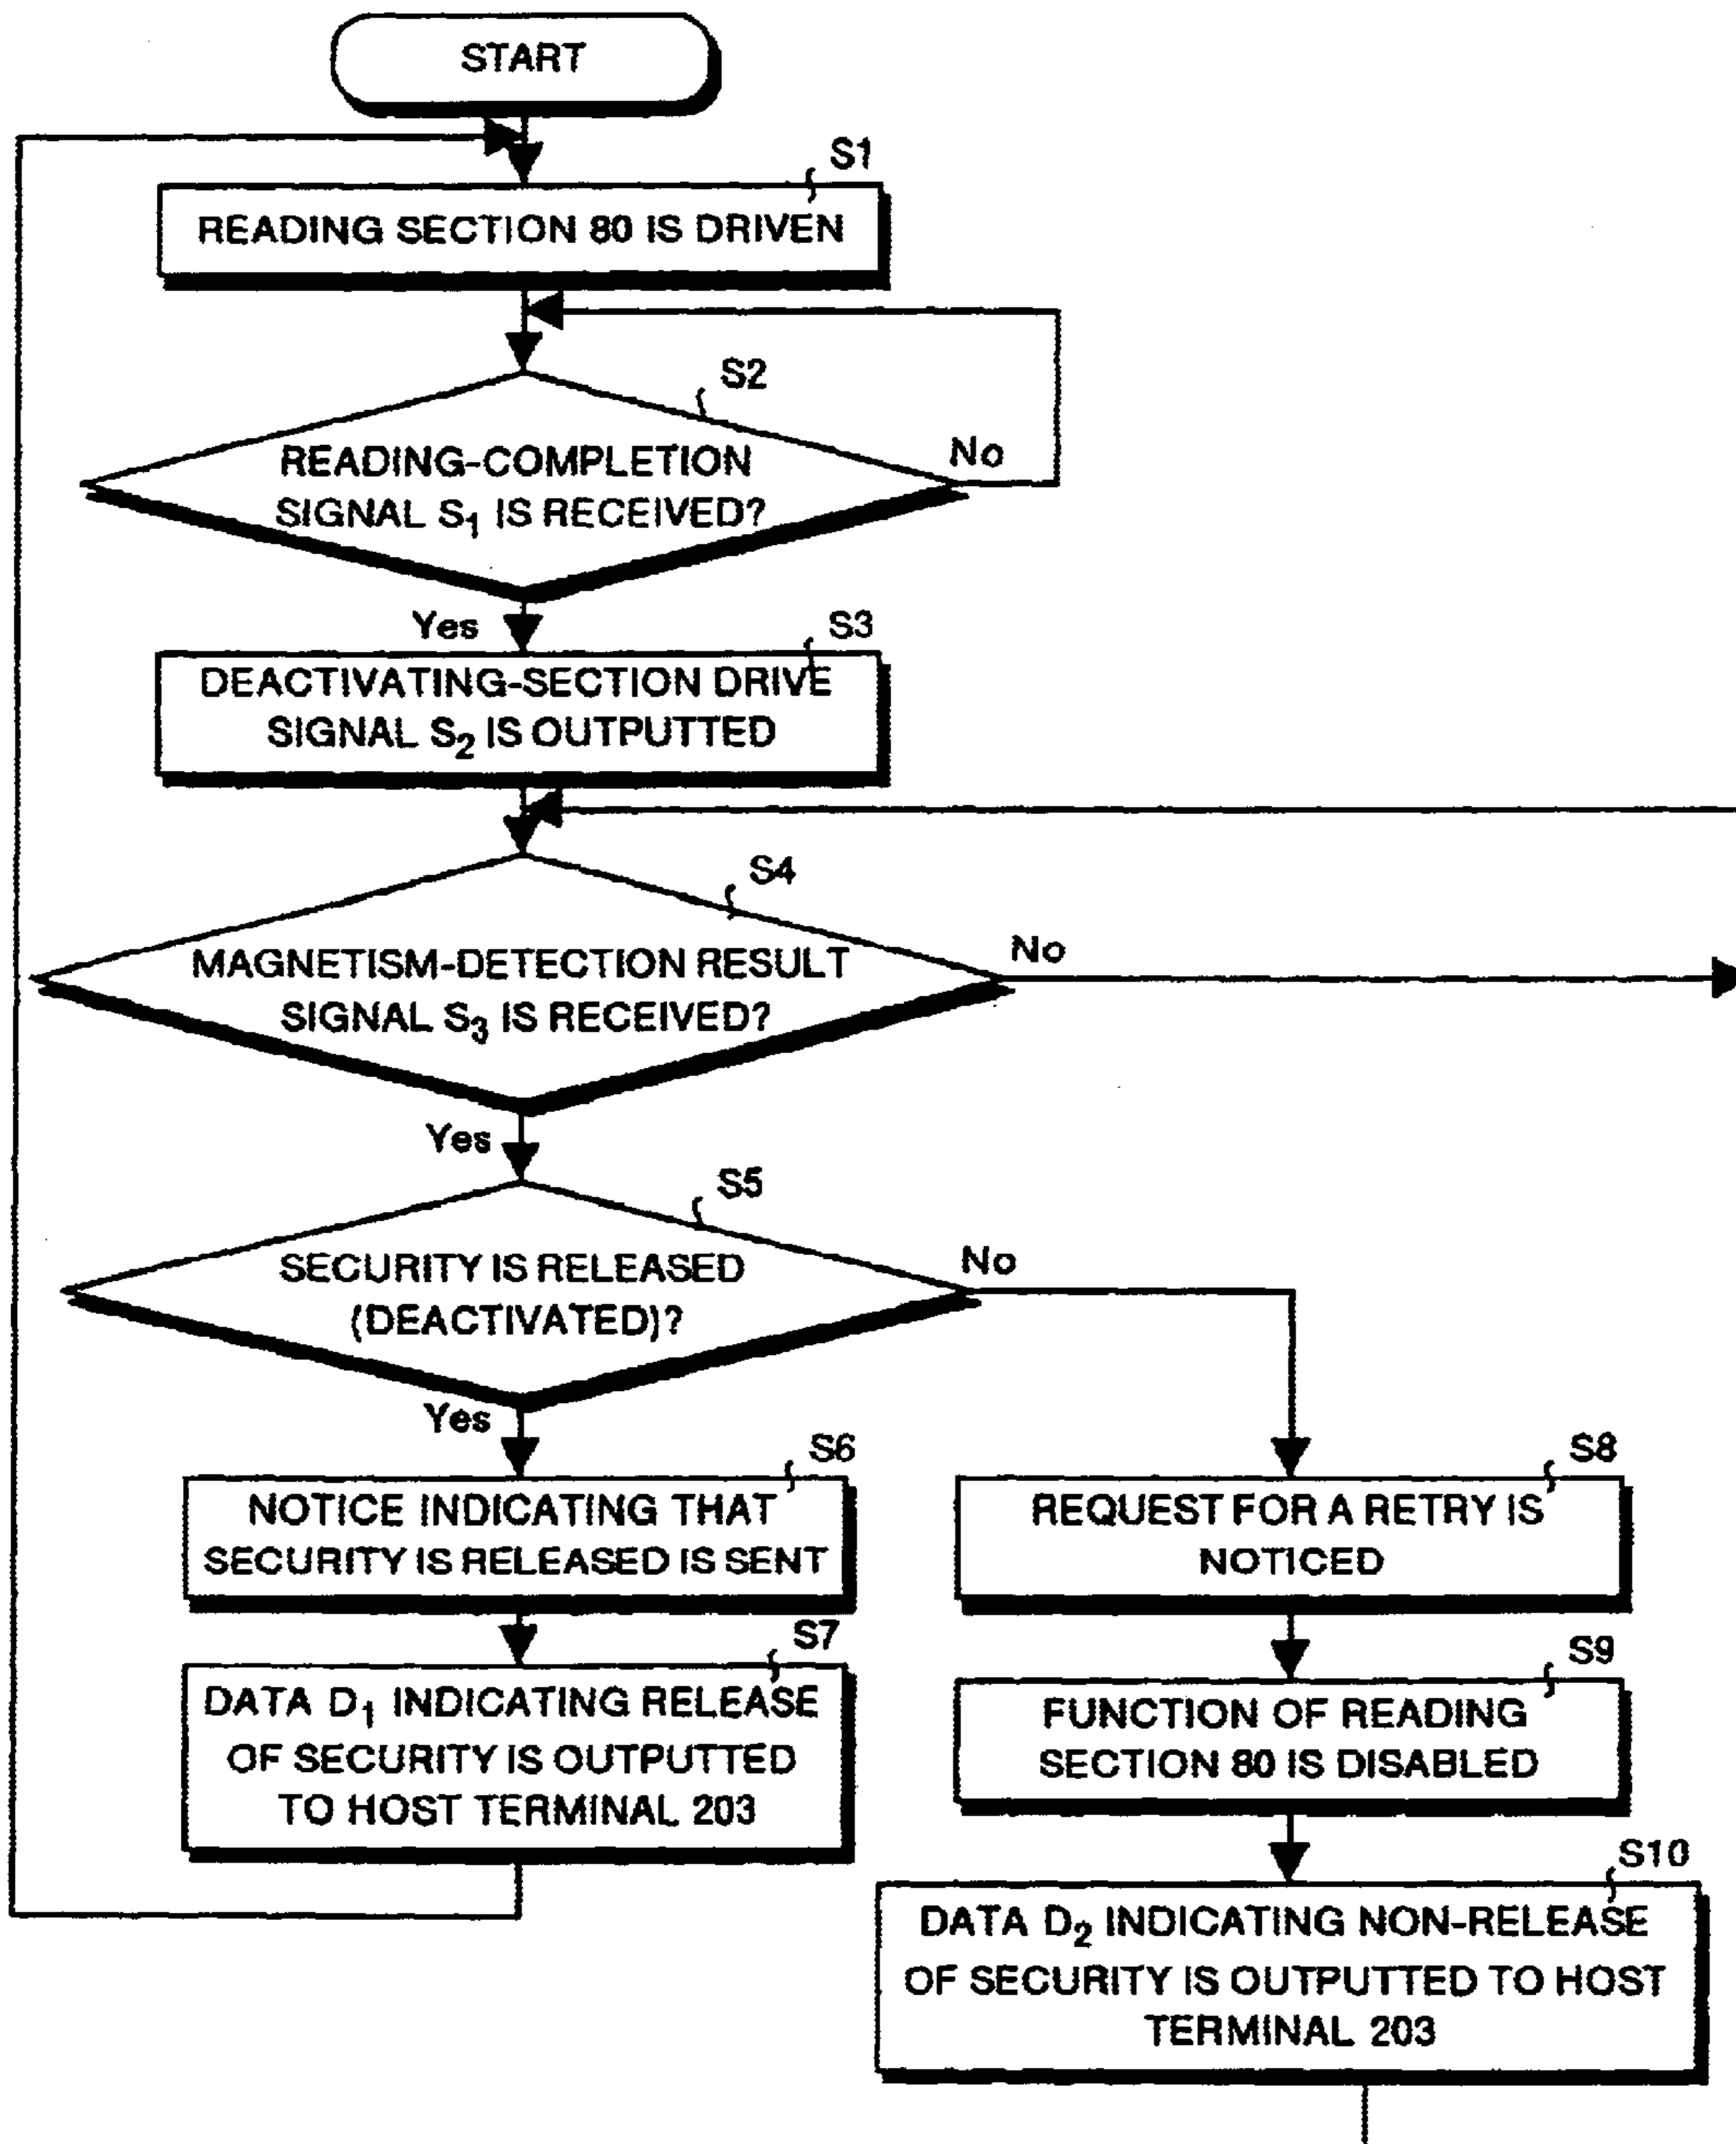 START
S1
READING SECTION 80 IS DRIVEN
S2
READING-COMPLETION
SIGNAL S1 IS RECEIVED?
No
Yes
S3
DEACTIVATING-SECTION DRIVE
SIGNAL S2 IS OUTPUTTED
S4
MAGNETISM-DETECTION RESULT
SIGNAL S3 IS RECEIVED?
No
Yes
S5
SECURITY IS RELEASED
(DEACTIVATED)?
No
Yes
S6
NOTICE INDICATING THAT
SECURITY IS RELEASED IS SENT
S7
DATA D1 INDICATING RELEASE
OF SECURITY IS OUTPUTTED
TO HOST TERMINAL 203
S8
REQUEST FOR A RETRY IS
NOTICED
S9
FUNCTION OF READING
SECTION 80 IS DISABLED
S10
DATA D2 INDICATING NON-RELEASE
OF SECURITY IS OUTPUTTED TO HOST
TERMINAL 203